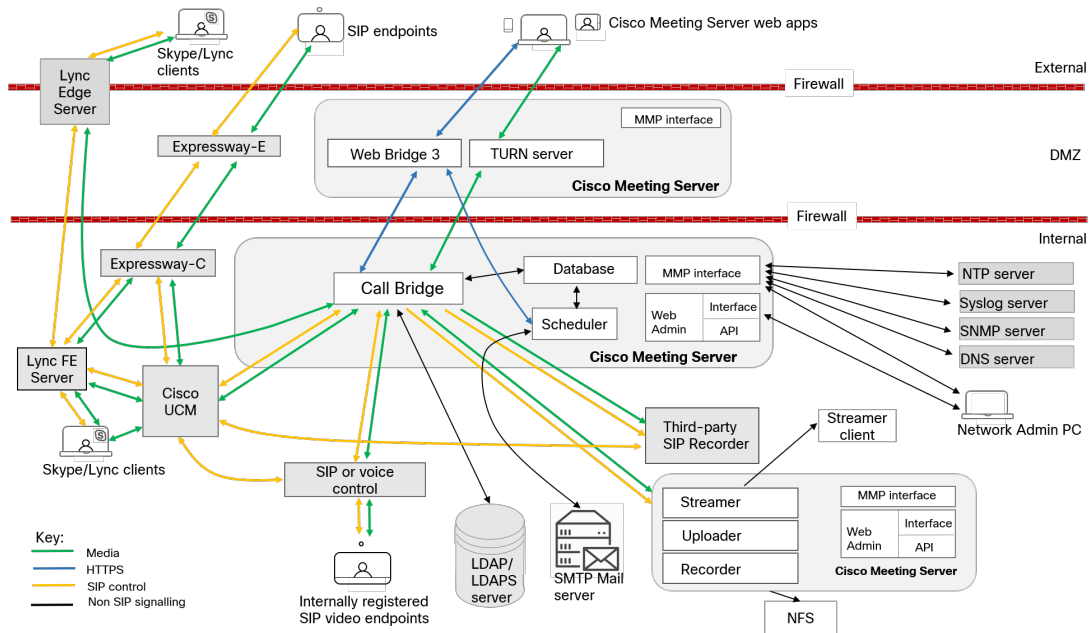 S
SIP endpoints
Cisco Meeting Server web apps
Skype/Lync
clients
External
Lync
Edge
Server
Firewall
MMP interface
Expressway-E
Web Bridge 3
TURN server
DMZ
Cisco Meeting Server
Firewall
Internal
Expressway-C
Database
MMP interface
NTP server
Call Bridge
Syslog server
Web
Admin
Interface
API
Scheduler
SNMP server
Cisco Meeting Server
DNS server
Lync FE
Server
Cisco
UCM
Network Admin PC
Streamer
client
Third-party
SIP Recorder
S
Skype/Lync clients
SIP or voice
control
Streamer
MMP interface
Uploader
Web
Admin
Interface
API
Recorder
Cisco Meeting Server
Key:
Media
HTTPS
SIP control
Non SIP signalling
LDAP/
LDAPS
server
SMTP Mail
server
Internally registered
SIP video endpoints
NFS